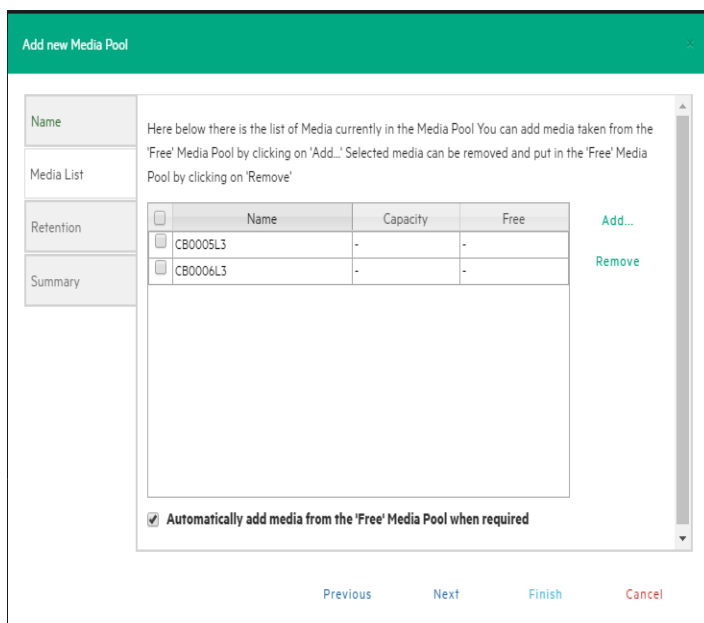 Add new Media Pool
x
Name
Media List
Retention
Summary
Here below there is the list of Media currently in the Media Pool You can add media taken from the
'Free' Media Pool by clicking on 'Add...' Selected media can be removed and put in the 'Free' Media
Pool by clicking on 'Remove'
Name Capacity Free
CB0005L3 - -
CB0006L3 - -
Add...
Remove
Automatically add media from the 'Free' Media Pool when required
Previous Next Finish Cancel